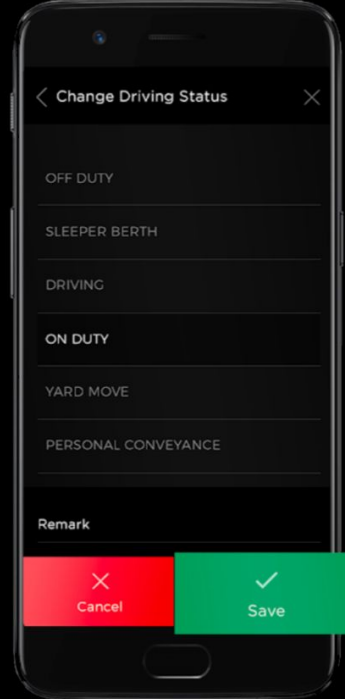 Change Driving Status
OFF DUTY
SLEEPER BERTH
DRIVING
ON DUTY
YARD MOVE
PERSONAL CONVEYANCE
Remark
Cancel
Save